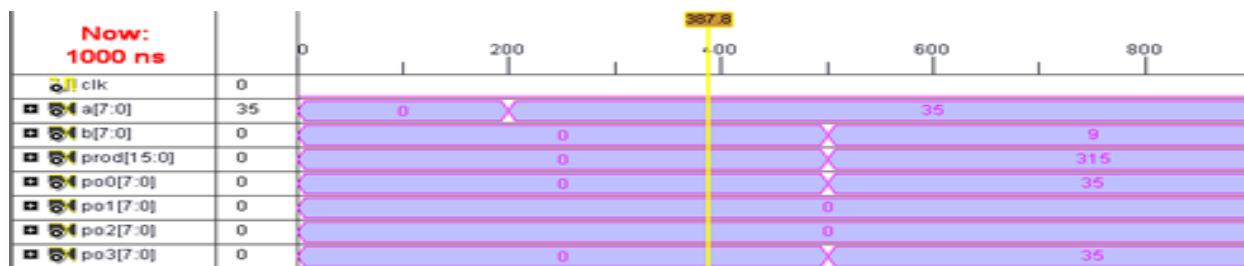 Now:
1000 ns
387.8
0 200 400 600 800
clk 0
a[7:0] 35 0 35
b[7:0] 0 0 9
prod[15:0] 0 0 315
po0[7:0] 0 0 35
po1[7:0] 0 0
po2[7:0] 0 0
po3[7:0] 0 0 35